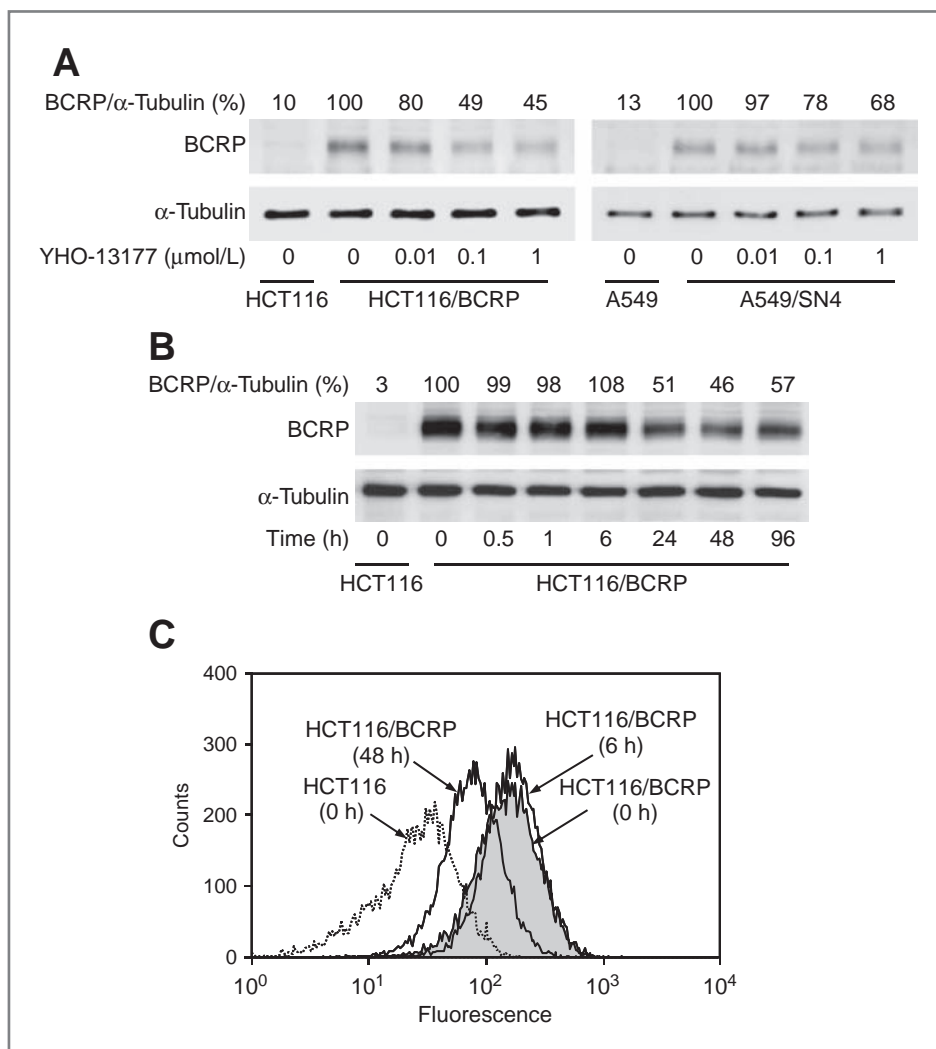 A
BCRP/α-Tubulin (%) 10 100 80 49 45 13 100 97 78 68
BCRP
α-Tubulin
YHO-13177 (μmol/L) 0 0 0.01 0.1 1 0 0 0.01 0.1 1
HCT116 HCT116/BCRP A549 A549/SN4
B
BCRP/α-Tubulin (%) 3 100 99 98 108 51 46 57
BCRP
α-Tubulin
Time (h) 0 0 0.5 1 6 24 48 96
HCT116 HCT116/BCRP
C
400
300
200
100
0
Counts
HCT116/BCRP
(48 h)
HCT116
(0 h)
HCT116/BCRP
(6 h)
HCT116/BCRP
(0 h)
10⁰ 10¹ 10² 10³ 10⁴
Fluorescence